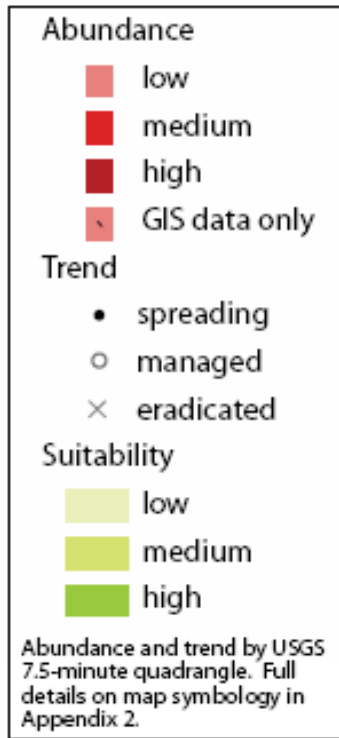 Abundance
low
medium
high
GIS data only
Trend
spreading
managed
eradicated
Suitability
low
medium
high
Abundance and trend by USGS
7.5-minute quadrangle. Full
details on map symbology in
Appendix 2.